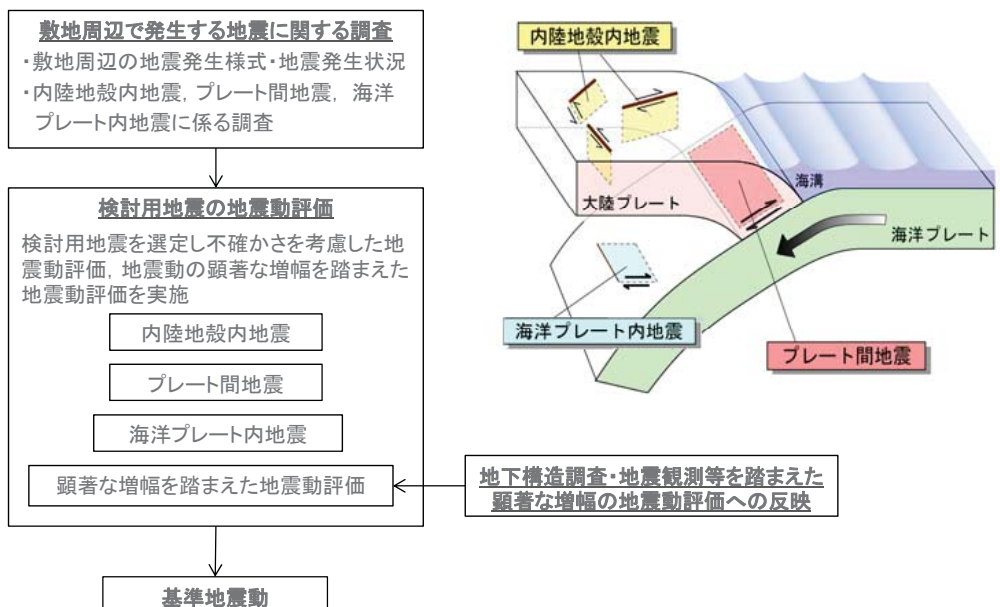 敷地周辺で発生する地震に関する調査
・敷地周辺の地震発生様式・地震発生状況
・内陸地殻内地震，プレート間地震， 海洋
プレート内地震に係る調査
検討用地震の地震動評価
検討用地震を選定し不確かさを考慮した地
震動評価，地震動の顕著な増幅を踏まえた
地震動評価を実施
内陸地殻内地震
プレート間地震
海洋プレート内地震
顕著な増幅を踏まえた地震動評価
地下構造調査・地震観測等を踏まえた
顕著な増幅の地震動評価への反映
基準地震動
内陸地殻内地震
海溝
大陸プレート
海洋プレート
海洋プレート内地震
プレート間地震